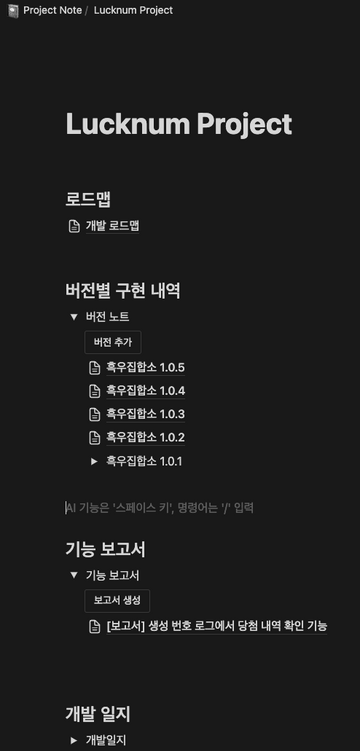 Project Note / Lucknum Project
Lucknum Project
로드맵
개발 로드맵
버전별 구현 내역
버전 노트
버전 추가
흑우집합소 1.0.5
흑우집합소 1.0.4
흑우집합소 1.0.3
흑우집합소 1.0.2
흑우집합소 1.0.1
AI 기능은 '스페이스 키', 명령어는 '/' 입력
기능 보고서
기능 보고서
보고서 생성
[보고서] 생성 번호 로그에서 당첨 내역 확인 기능
개발 일지
개발일지